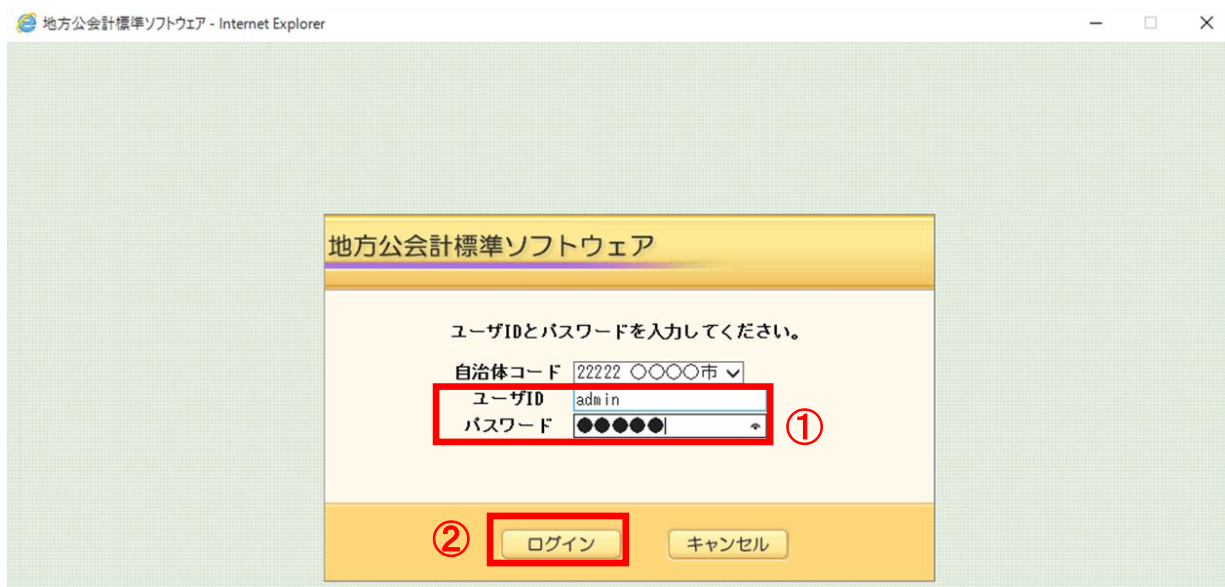 地方公会計標準ソフトウェア - Internet Explorer
地方公会計標準ソフトウェア
ユーザIDとパスワードを入力してください。
自治体コード 22222 〇〇〇〇市
ユーザID admin
パスワード ●●●●●
①
② ログイン キャンセル